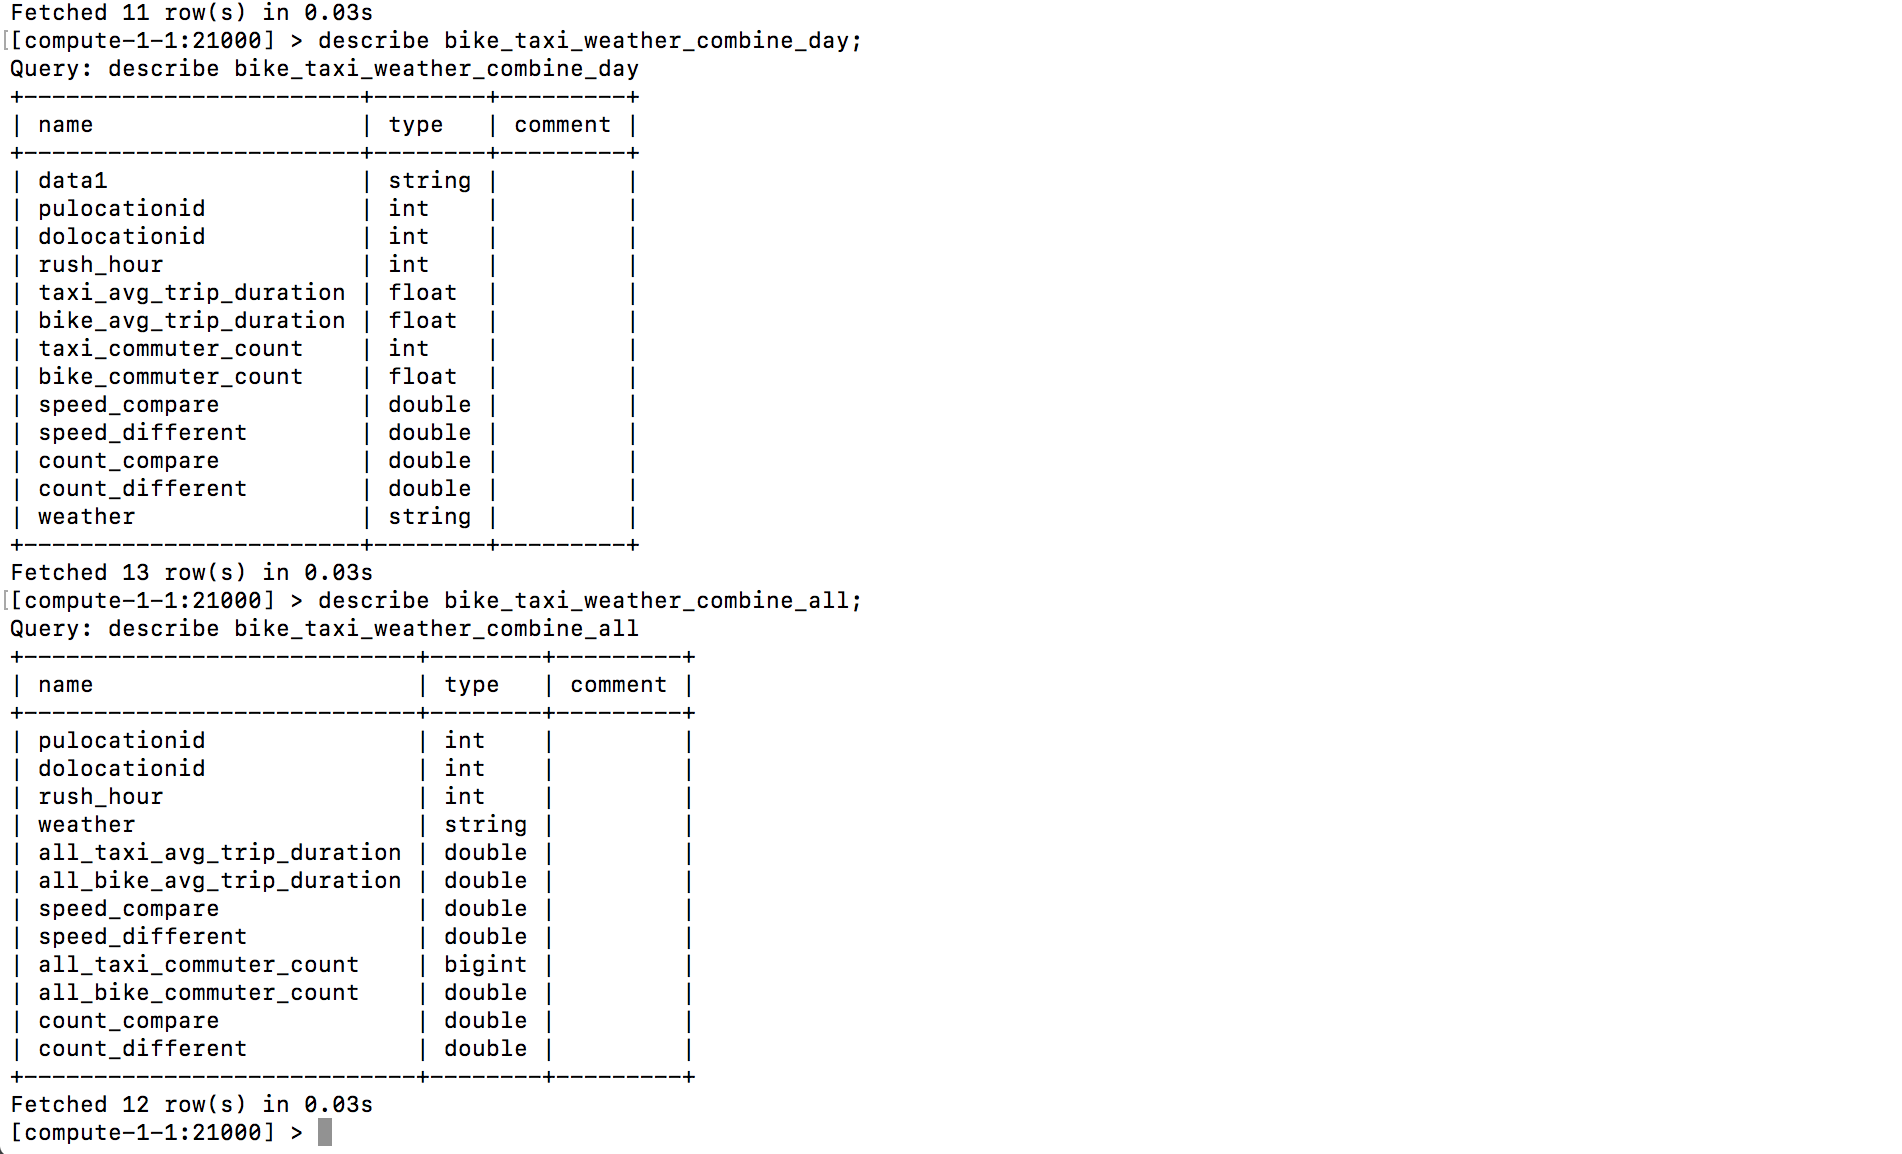 Fetched 11 row(s) in 0.03s
[[compute-1-1:21000] > describe bike_taxi_weather_combine_day;
Query: describe bike_taxi_weather_combine_day
+------------------------+--------+---------+
| name                   | type   | comment |
+------------------------+--------+---------+
| data1                  | string |         |
| pulocationid           | int    |         |
| dolocationid           | int    |         |
| rush_hour              | int    |         |
| taxi_avg_trip_duration | float  |         |
| bike_avg_trip_duration | float  |         |
| taxi_commuter_count    | int    |         |
| bike_commuter_count    | float  |         |
| speed_compare          | double |         |
| speed_different        | double |         |
| count_compare          | double |         |
| count_different        | double |         |
| weather                | string |         |
+------------------------+--------+---------+
Fetched 13 row(s) in 0.03s
[[compute-1-1:21000] > describe bike_taxi_weather_combine_all;
Query: describe bike_taxi_weather_combine_all
+----------------------------+--------+---------+
| name                       | type   | comment |
+----------------------------+--------+---------+
| pulocationid               | int    |         |
| dolocationid               | int    |         |
| rush_hour                  | int    |         |
| weather                    | string |         |
| all_taxi_avg_trip_duration | double |         |
| all_bike_avg_trip_duration | double |         |
| speed_compare              | double |         |
| speed_different            | double |         |
| all_taxi_commuter_count    | bigint |         |
| all_bike_commuter_count    | double |         |
| count_compare              | double |         |
| count_different            | double |         |
+----------------------------+--------+---------+
Fetched 12 row(s) in 0.03s
[compute-1-1:21000] >